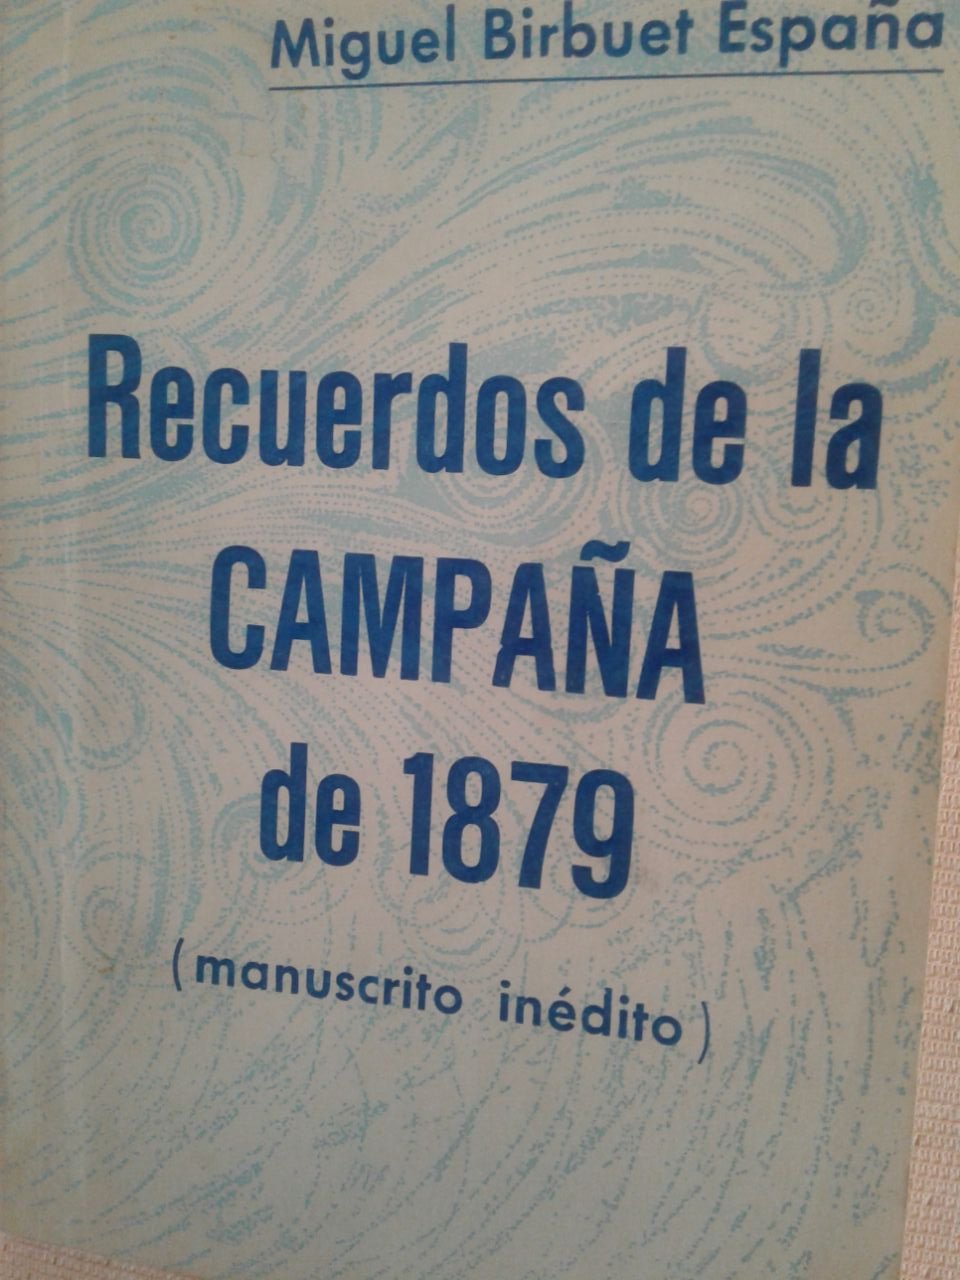 Miguel Birbuet España
Recuerdos de la
CAMPAÑA
de 1879
(manuscrito inédito)